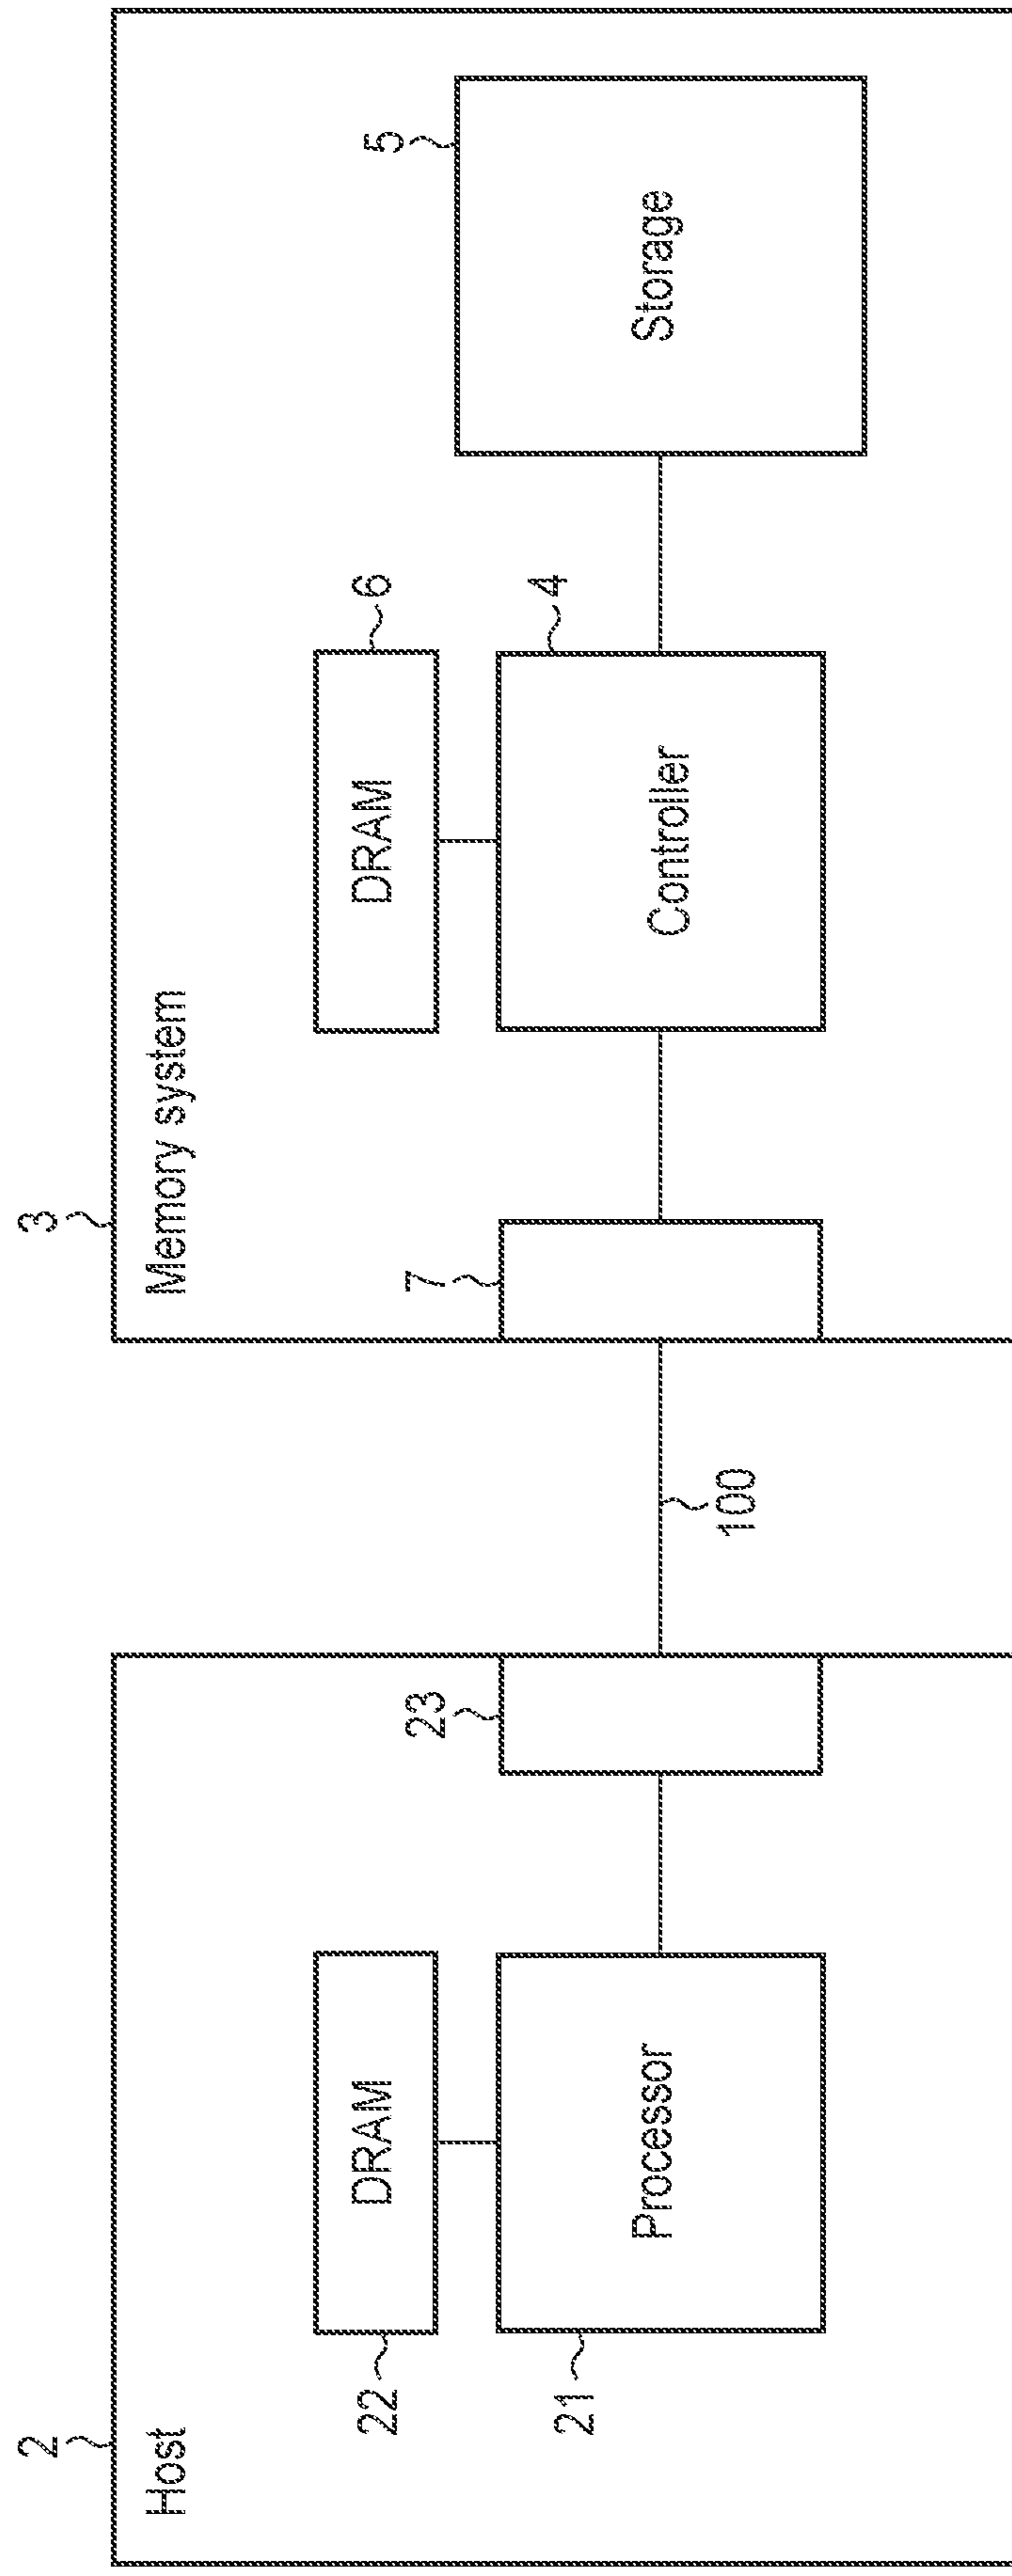 2
Host
22
DRAM
21
Processor
23
100
3
Memory system
7
DRAM
6
Controller
4
Storage
5